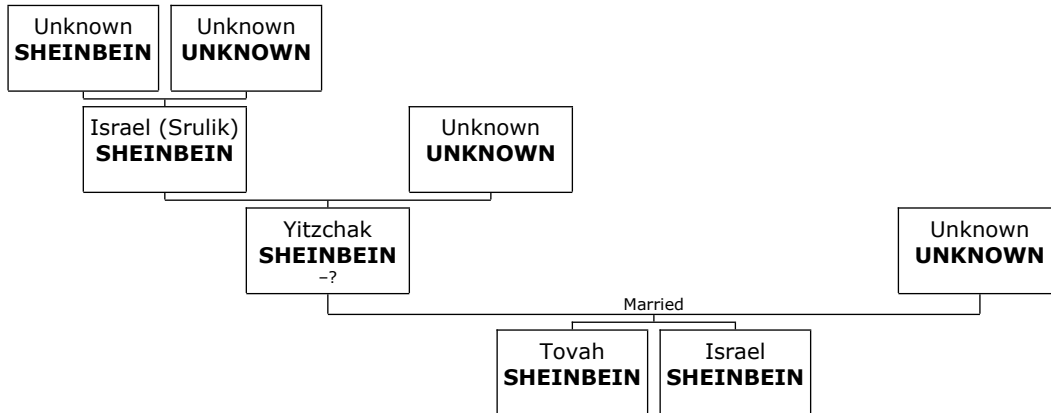 Unknown
SHEINBEIN
Unknown
UNKNOWN
Israel (Srulik)
SHEINBEIN
Unknown
UNKNOWN
Yitzchak
SHEINBEIN
–?
Unknown
UNKNOWN
Married
Tovah
SHEINBEIN
Israel
SHEINBEIN